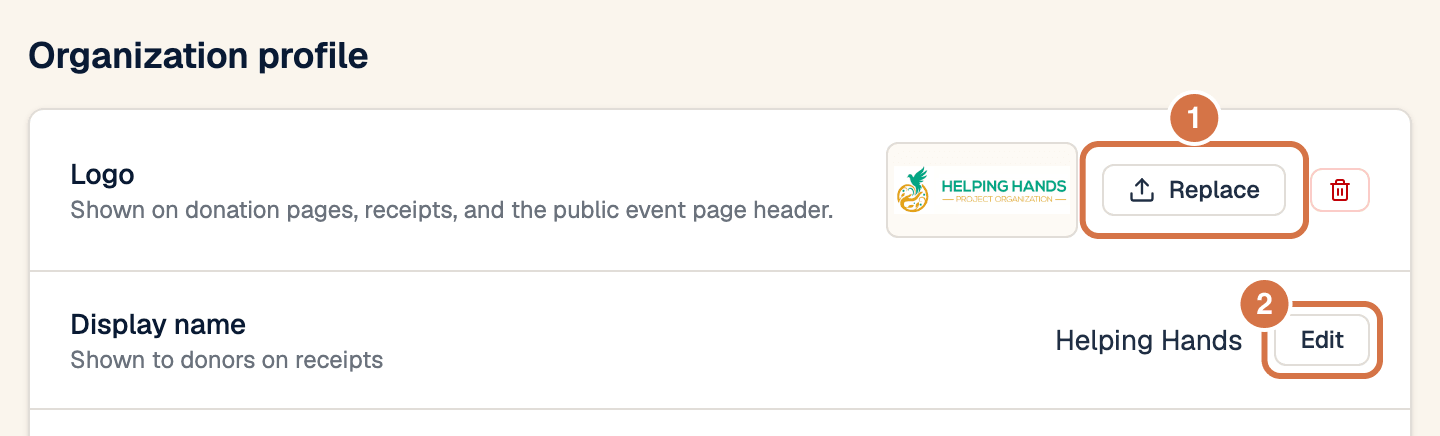 Organization profile
1
Logo
Shown on donation pages, receipts, and the public event page header.
HELPING HANDS
PROJECT ORGANIZATION
Replace
2
Display name
Shown to donors on receipts
Helping Hands
Edit